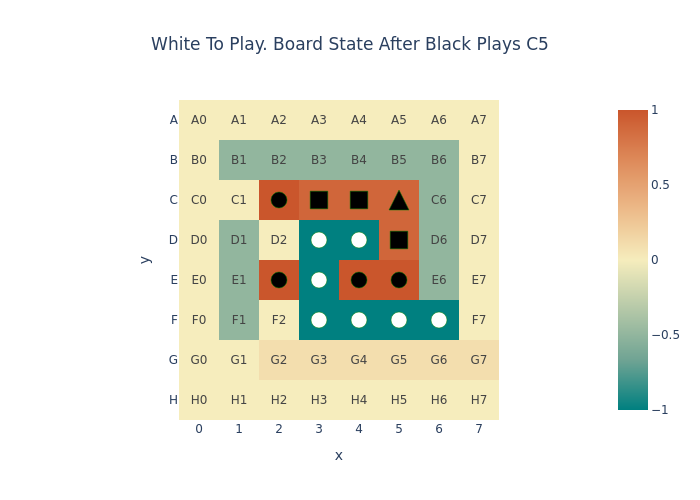 White To Play. Board State After Black Plays C5
A A0 A1 A2 A3 A4 A5 A6 A7
B B0 B1 B2 B3 B4 B5 B6 B7
C C0 C1 C6 C7
D D0 D1 D2 D6 D7
E E0 E1 E6 E7
F F0 F1 F2 F7
G G0 G1 G2 G3 G4 G5 G6 G7
H H0 H1 H2 H3 H4 H5 H6 H7
0 1 2 3 4 5 6 7
x
y
1
0.5
0
−0.5
−1